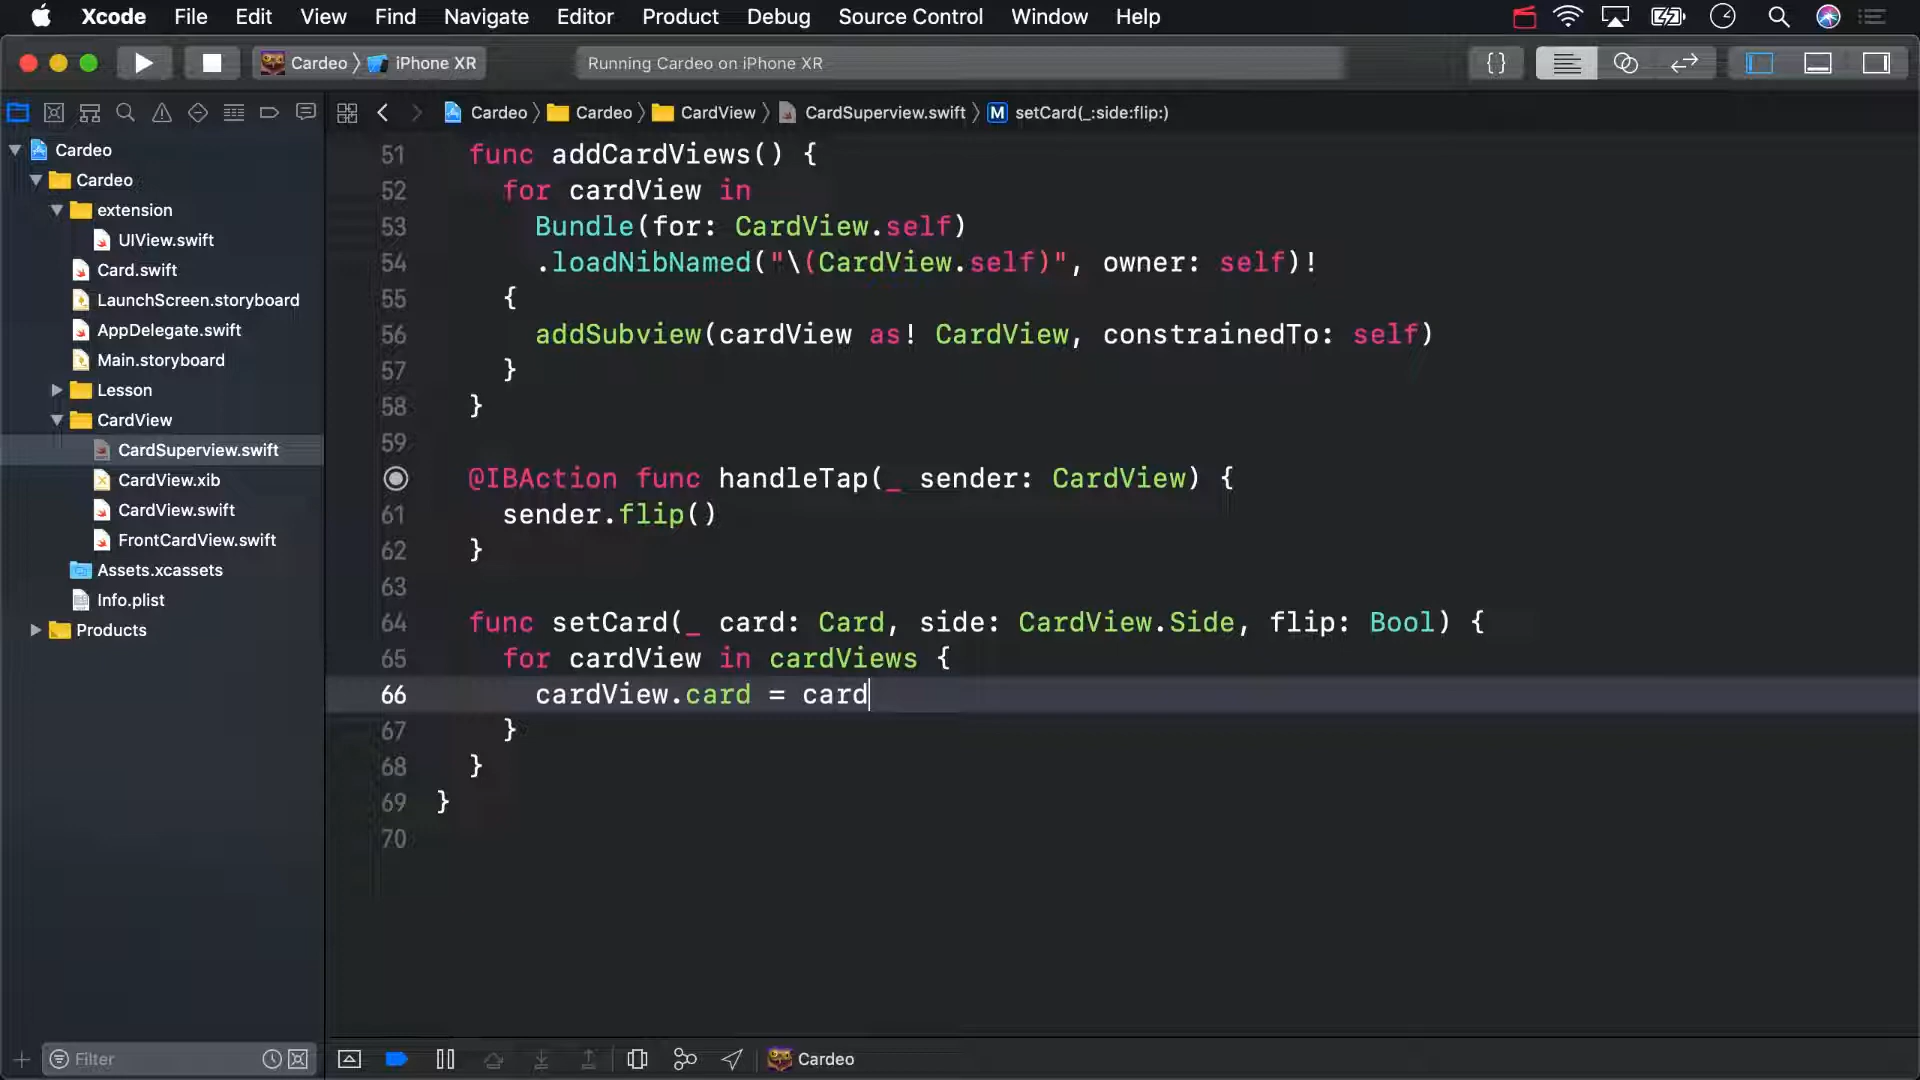 Xcode File Edit View Find Navigate Editor Product Debug Source Control Window Help
Cardeo iPhone XR Running Cardeo on iPhone XR {}
Cardeo Cardeo CardView CardSuperview.swift M setCard(_:side:flip:)
Cardeo
Cardeo
extension
UIView.swift
Card.swift
LaunchScreen.storyboard
AppDelegate.swift
Main.storyboard
Lesson
CardView
CardSuperview.swift
CardView.xib
CardView.swift
FrontCardView.swift
Assets.xcassets
Info.plist
Products
Filter
51 func addCardViews() {
52 for cardView in
53 Bundle(for: CardView.self)
54 .loadNibNamed("\(CardView.self)", owner: self)!
55 {
56 addSubview(cardView as! CardView, constrainedTo: self)
57 }
58 }
59
@IBAction func handleTap(_ sender: CardView) {
61 sender.flip()
62 }
63
64 func setCard(_ card: Card, side: CardView.Side, flip: Bool) {
65 for cardView in cardViews {
66 cardView.card = card
67 }
68 }
69 }
70
Cardeo